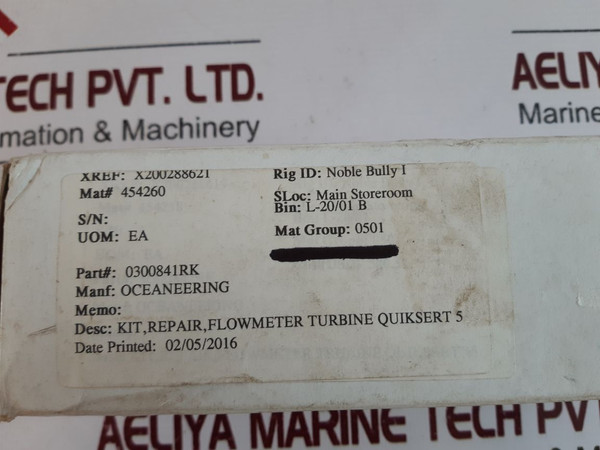 TECH PVT. LTD.
mation & Machinery
AELIYA
Marine
XREF: X200288621
Rig ID: Noble Bully I
Mat# 454260
SLoc: Main Storeroom
Bin: L-20/01 B
S/N:
Mat Group: 0501
UOM: EA
Part#: 0300841RK
Manf: OCEANEERING
Memo:
Desc: KIT,REPAIR,FLOWMETER TURBINE QUIKSERT 5
Date Printed: 02/05/2016
AELIYA MARINE TECH PVT